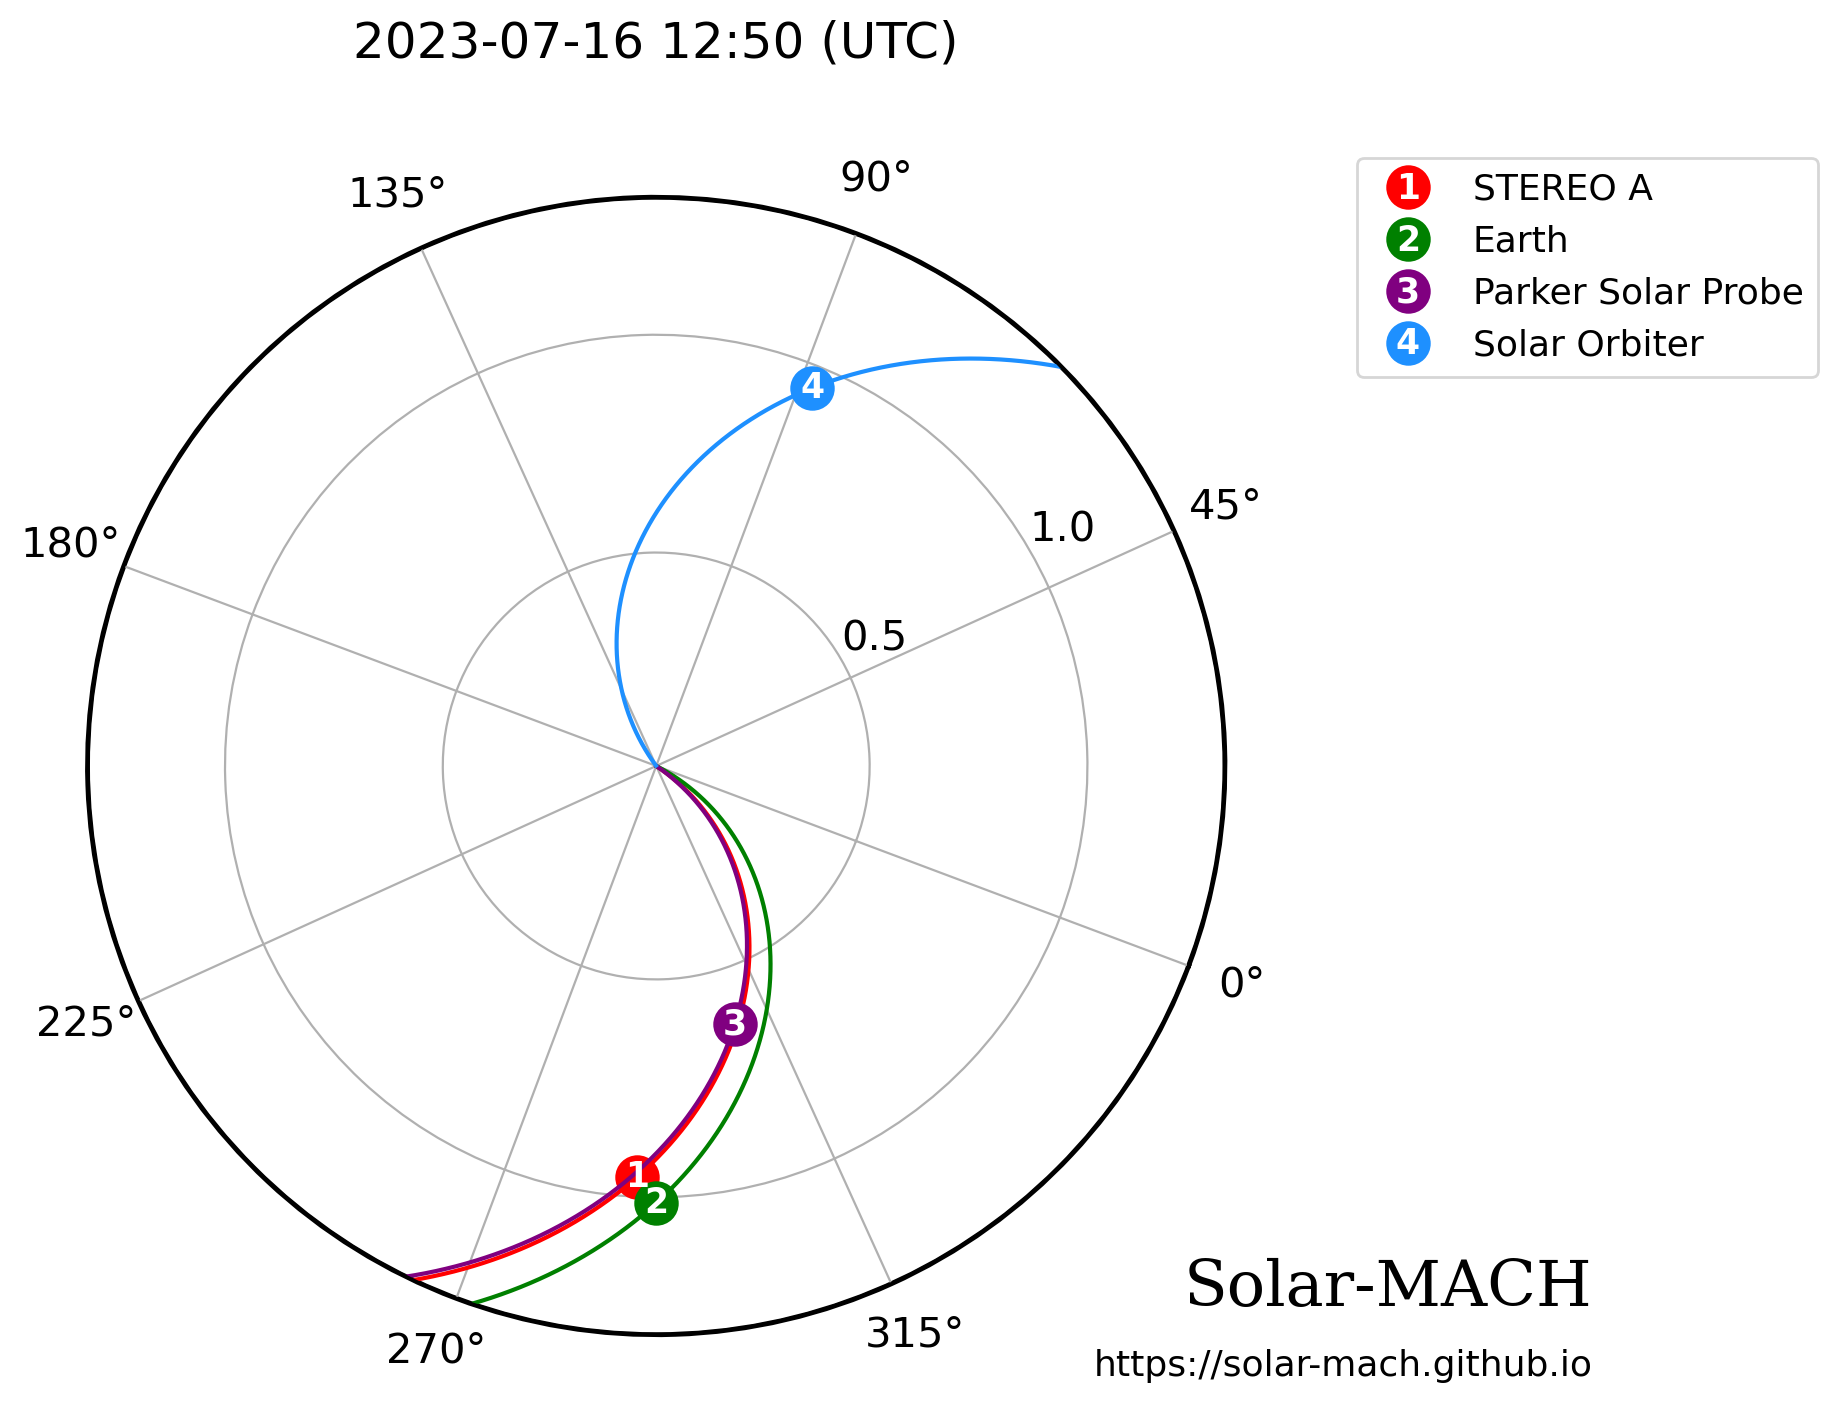 2023-07-16 12:50 (UTC)
90°
135°
1 STEREO A
2 Earth
3 Parker Solar Probe
4 Solar Orbiter
4
45°
1.0
180°
0.5
0°
225°
3
1
2
Solar-MACH
315°
270°
https://solar-mach.github.io